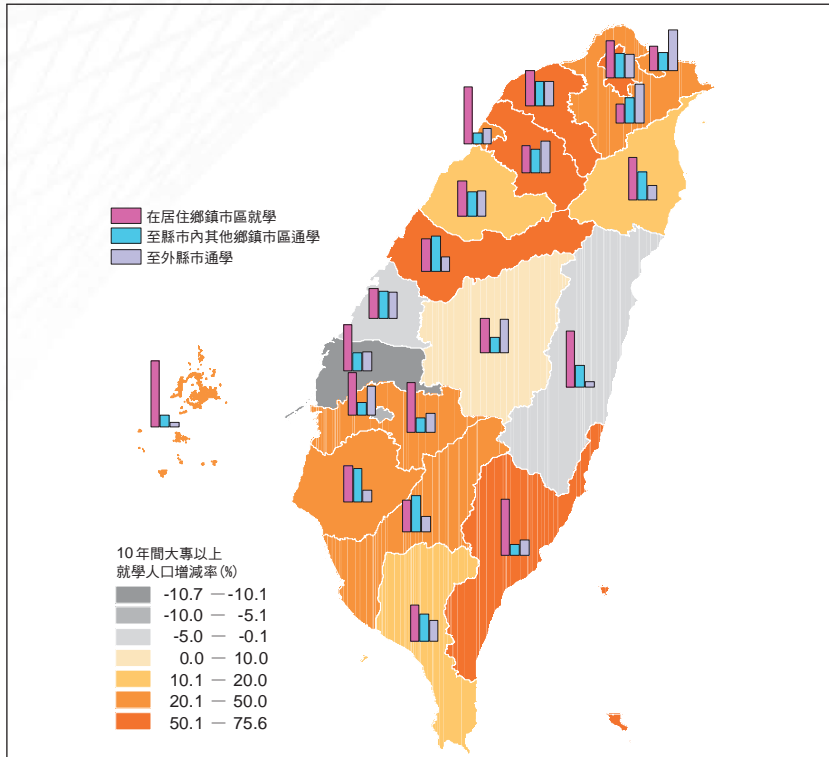 在居住鄉鎮市區就學
至縣市內其他鄉鎮市區通學
至外縣市通學
10年間大專以上
就學人口增減率(%)
-10.7 — -10.1
-10.0 — -5.1
-5.0 — -0.1
0.0 — 10.0
10.1 — 20.0
20.1 — 50.0
50.1 — 75.6